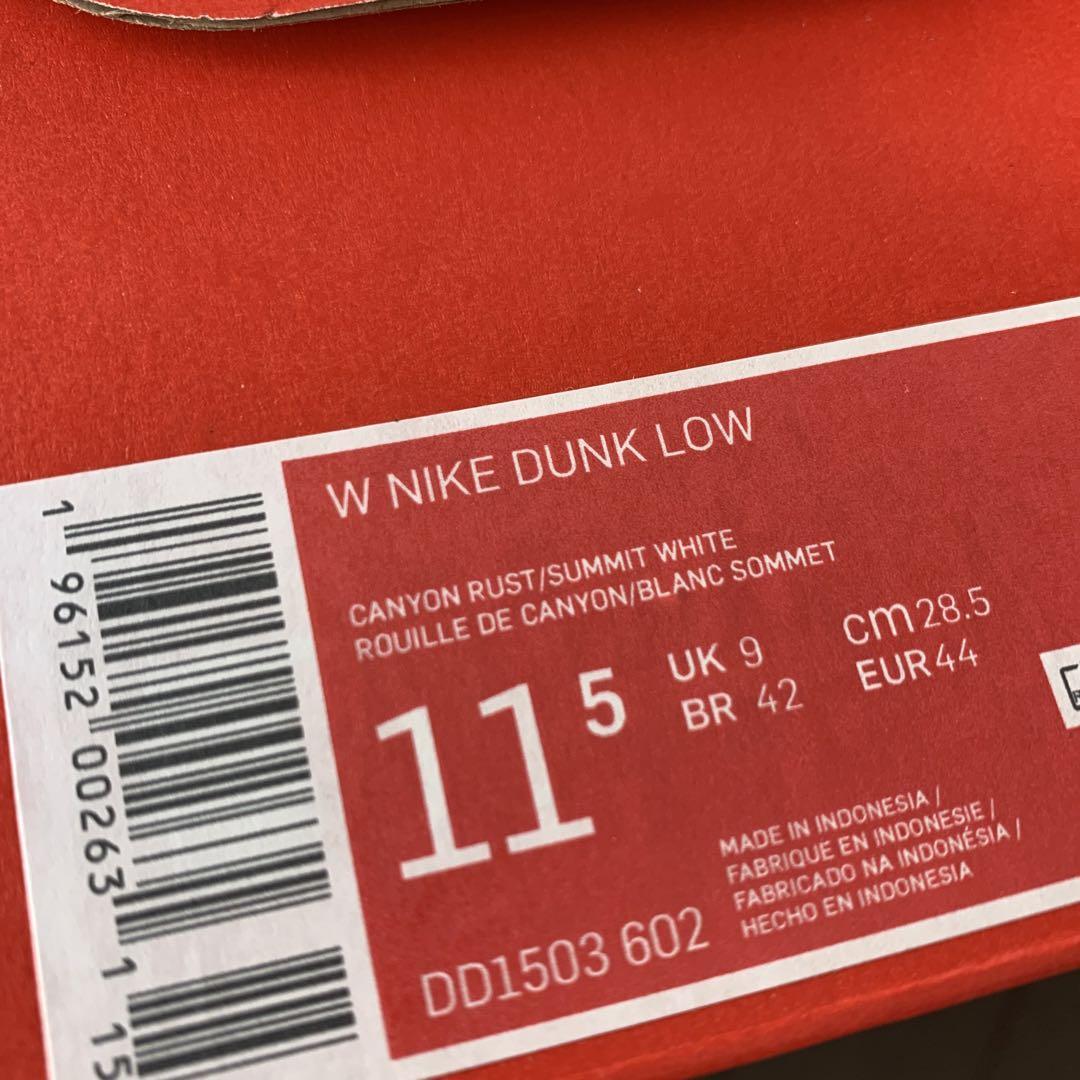 W NIKE DUNK LOW
CANYON RUST/SUMMIT WHITE
ROUILLE DE CANYON/BLANC SOMMET
11 5
UK 9
BR 42
cm 28.5
EUR 44
MADE IN INDONESIA /
FABRIQUE EN INDONESIE /
FABRICADO NA INDONÉSIA /
HECHO EN INDONESIA
DD1503 602
1 96152 00263 1 15